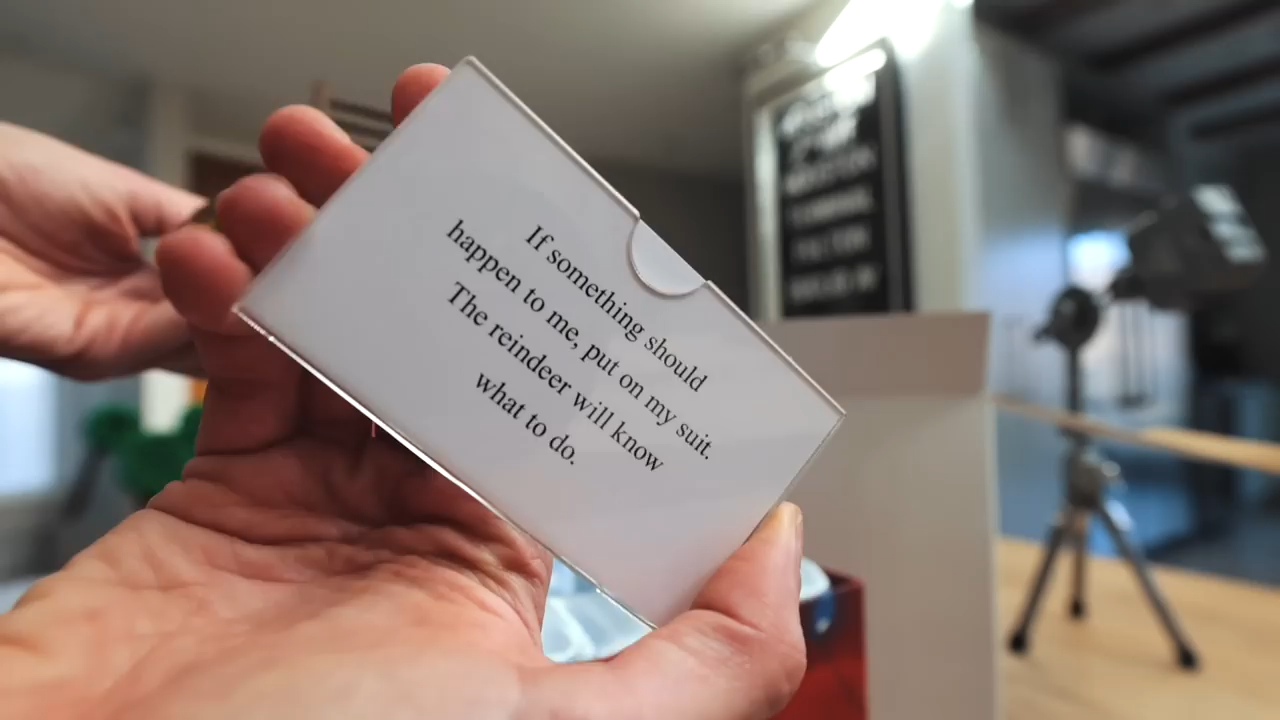 If something should
happen to me, put on my suit.
The reindeer will know
what to do.